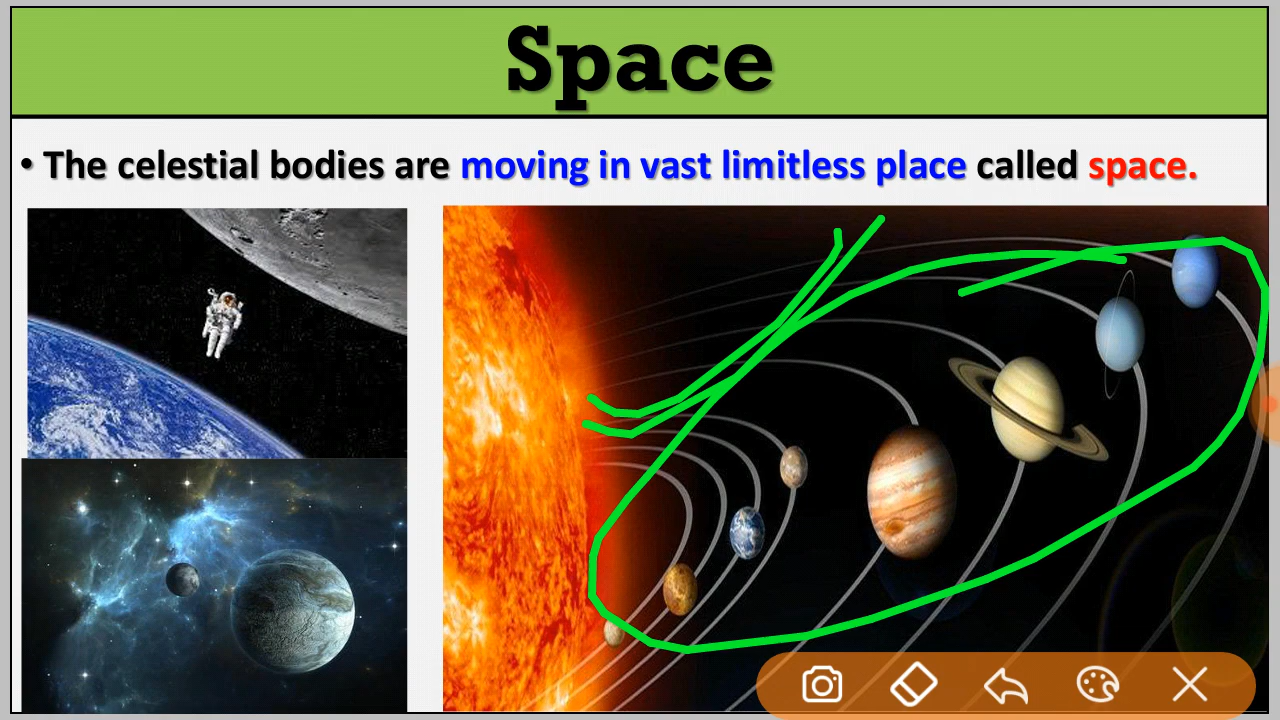 Space
• The celestial bodies are moving in vast limitless place called space.